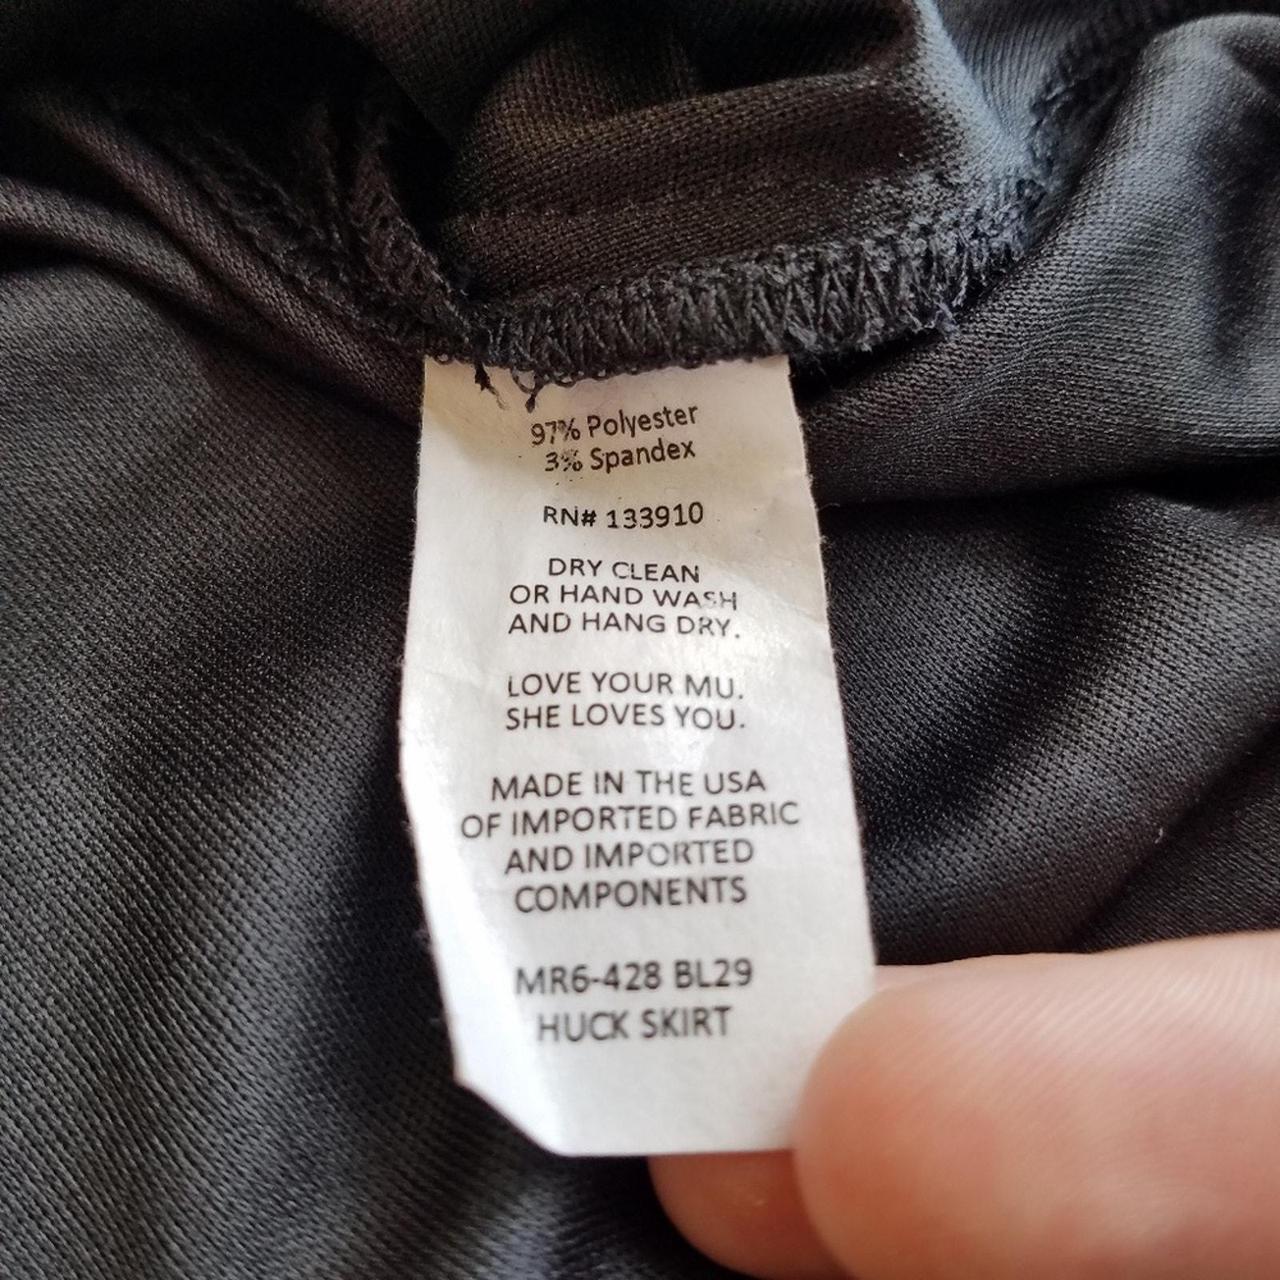 97% Polyester
3% Spandex
RN# 133910
DRY CLEAN
OR HAND WASH
AND HANG DRY.
LOVE YOUR MU.
SHE LOVES YOU.
MADE IN THE USA
OF IMPORTED FABRIC
AND IMPORTED
COMPONENTS
MR6-428 BL29
HUCK SKIRT